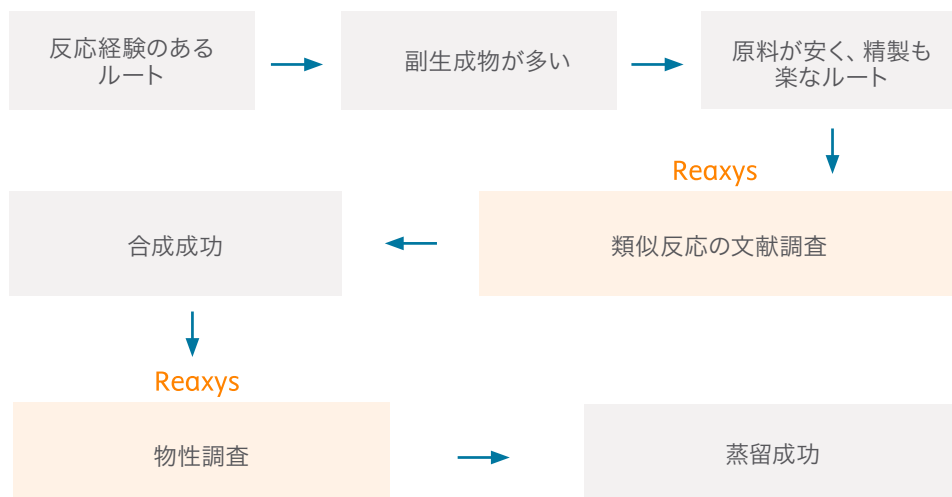 反応経験のある
ルート
副生成物が多い
原料が安く、精製も
楽なルート
Reaxys
類似反応の文献調査
合成成功
Reaxys
物性調査
蒸留成功